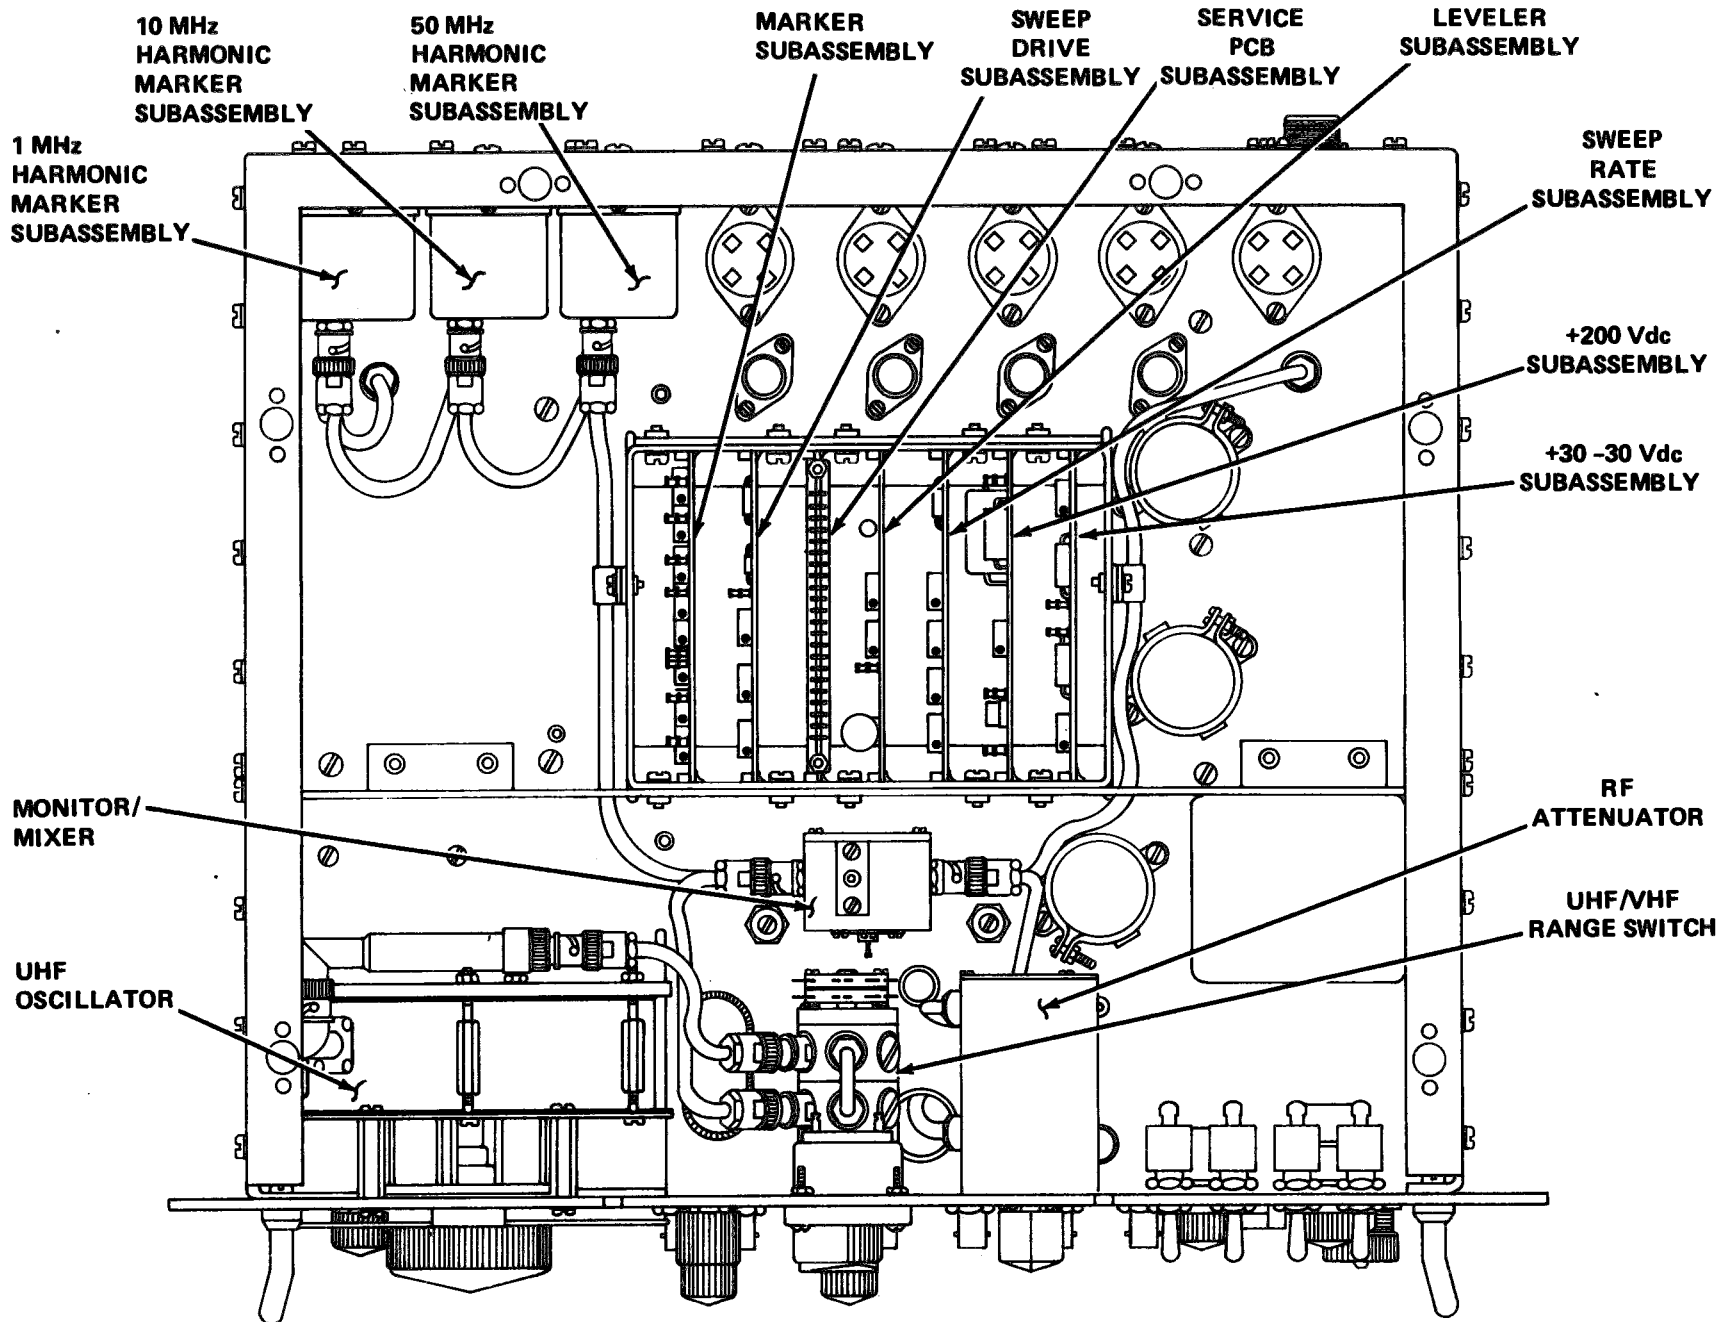 10 MHz
HARMONIC
MARKER
SUBASSEMBLY
50 MHz
HARMONIC
MARKER
SUBASSEMBLY
MARKER
SUBASSEMBLY
SWEEP
DRIVE
SUBASSEMBLY
SERVICE
PCB
SUBASSEMBLY
LEVELER
SUBASSEMBLY
1 MHz
HARMONIC
MARKER
SUBASSEMBLY
SWEEP
RATE
SUBASSEMBLY
+200 Vdc
SUBASSEMBLY
+30 –30 Vdc
SUBASSEMBLY
MONITOR/
MIXER
RF
ATTENUATOR
UHF/VHF
RANGE SWITCH
UHF
OSCILLATOR